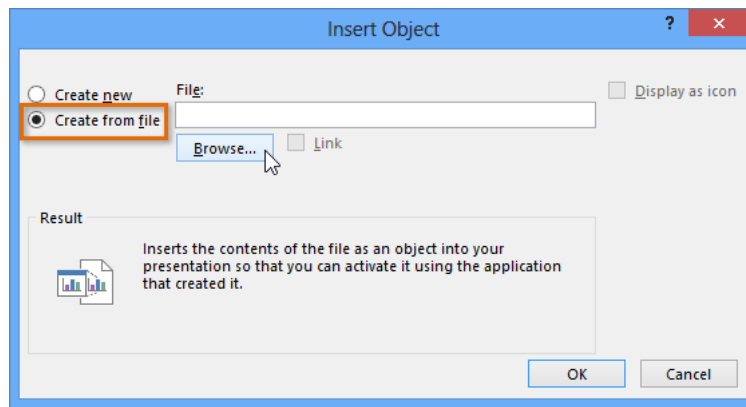 Insert Object
?
×
Create new
File:
Display as icon
Create from file
Browse...
Link
Result
Inserts the contents of the file as an object into your
presentation so that you can activate it using the application
that created it.
OK
Cancel